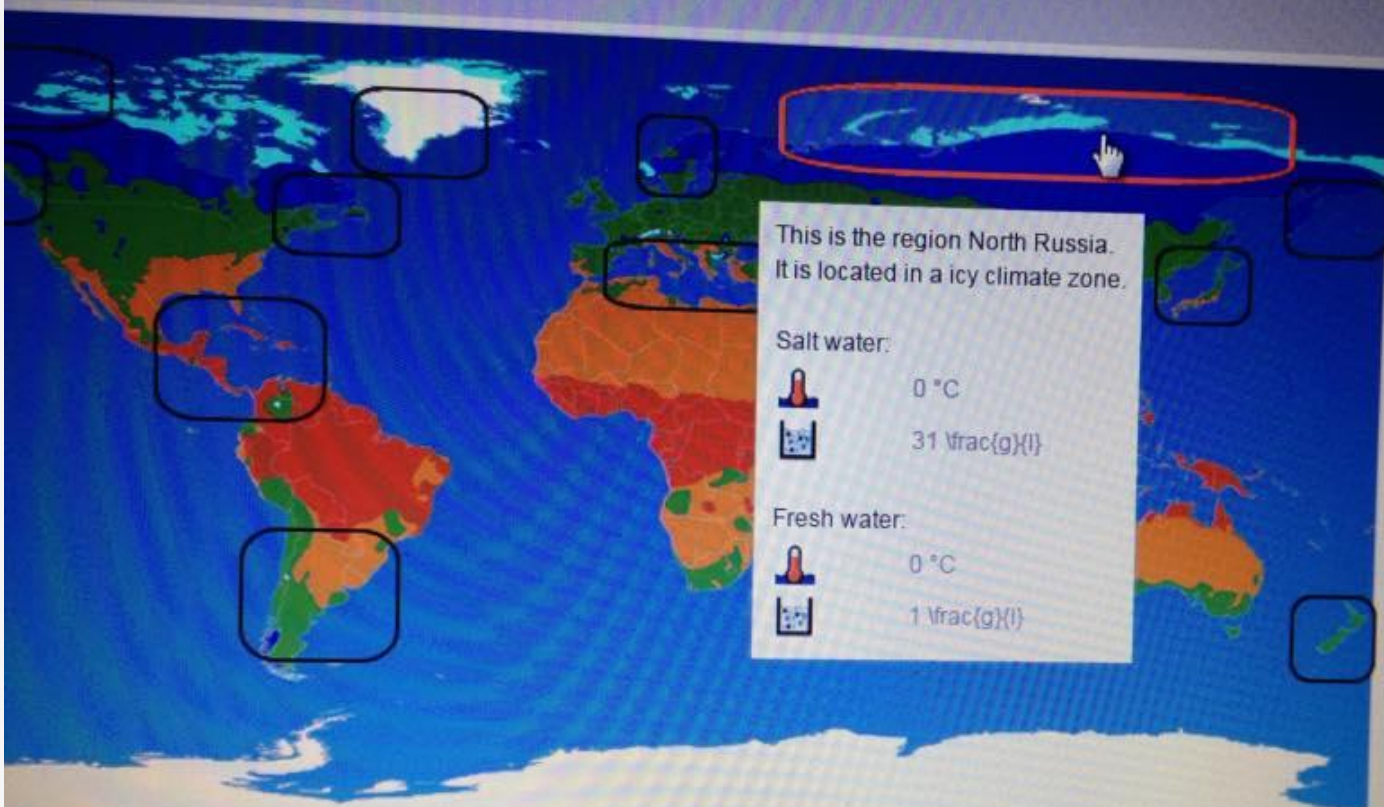 This is the region North Russia.
It is located in a icy climate zone.
Salt water:
0 °C
31 \frac{g}{l}
Fresh water:
0 °C
1 \frac{g}{l}